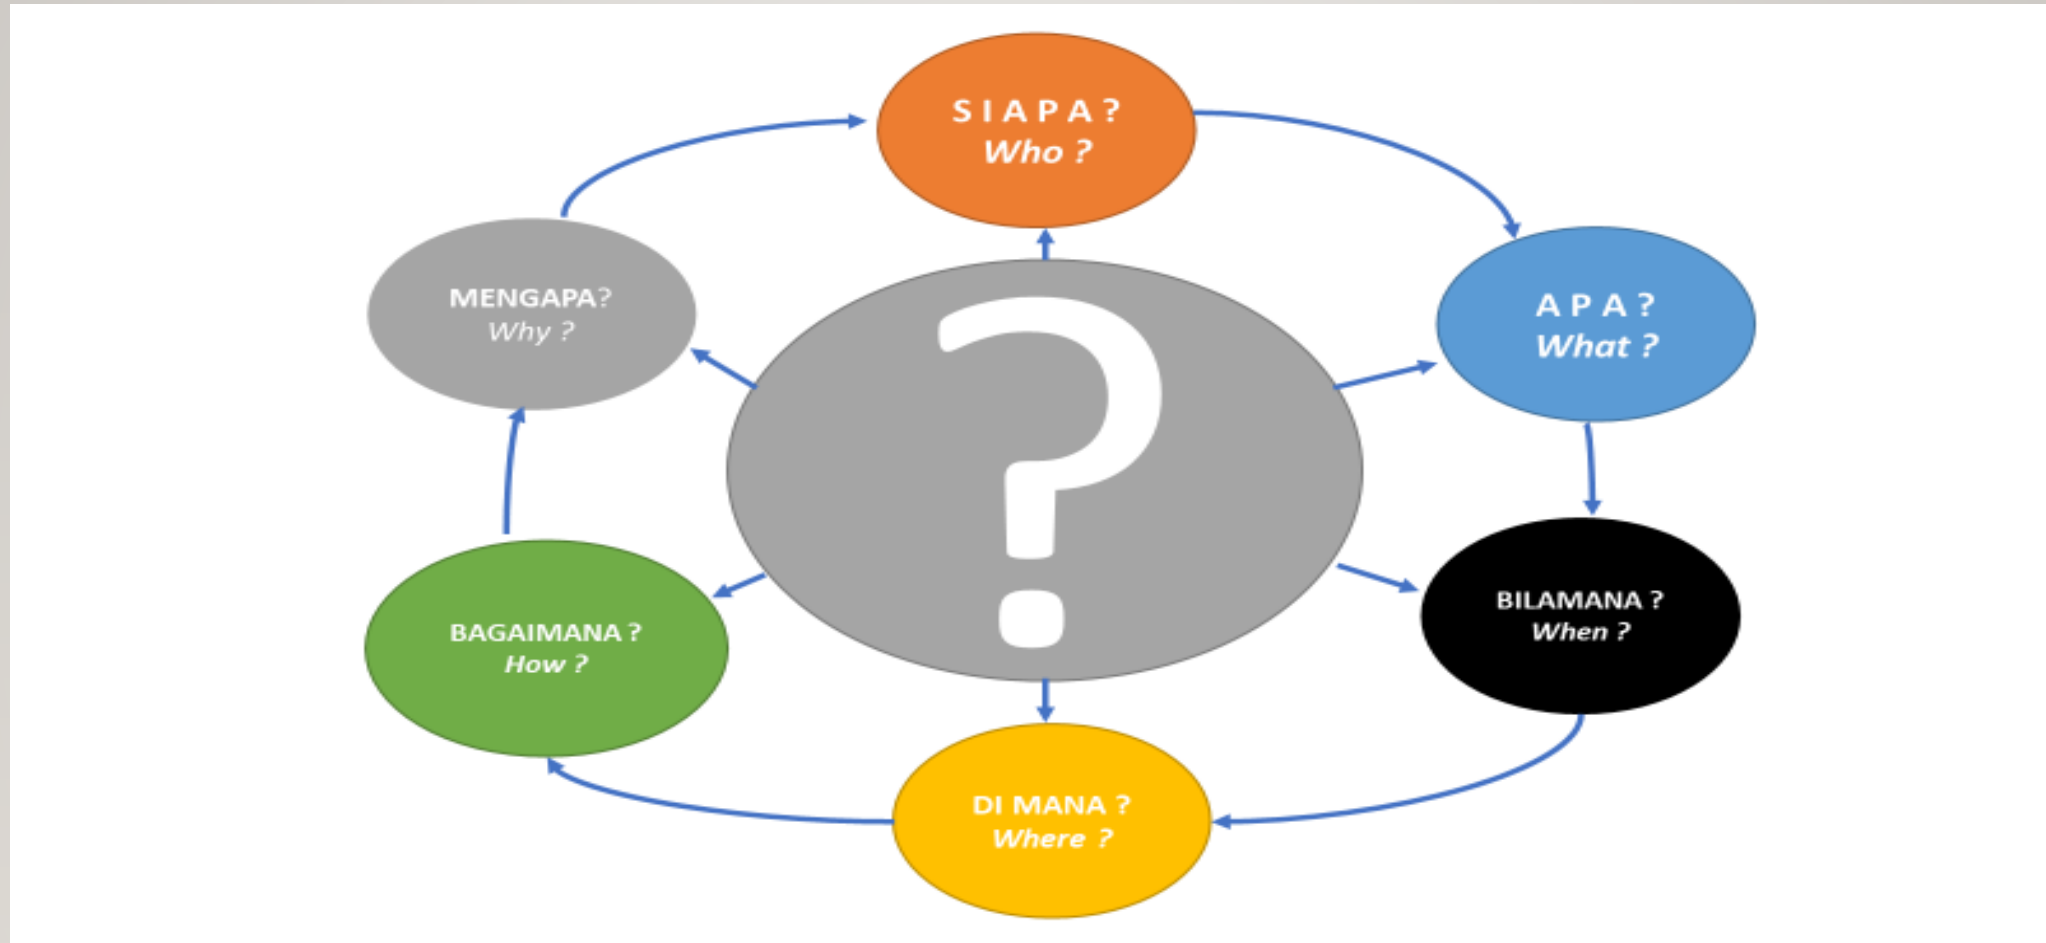 S I A P A ?
Who ?
A P A ?
What ?
BILAMANA ?
When ?
DI MANA ?
Where ?
BAGAIMANA ?
How ?
MENGAPA?
Why ?
?